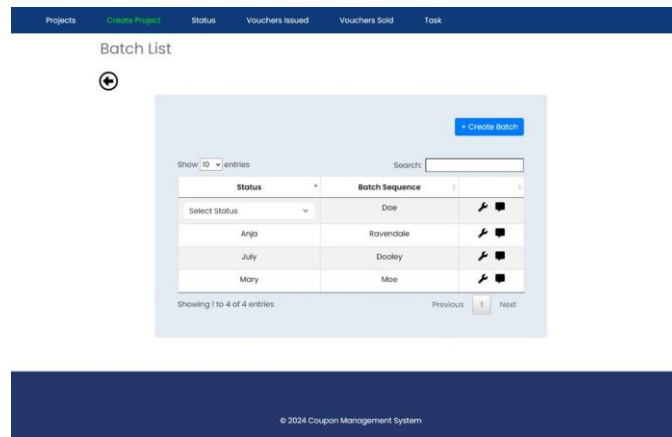 Projects Create Project Status Vouchers Issued Vouchers Sold Task
Batch List
+ Create Batch
Show 10 entries Search:
Status Batch Sequence
Select Status Doe
Anja Ravendale
July Dooley
Mary Moe
Showing 1 to 4 of 4 entries Previous 1 Next
© 2024 Coupon Management System